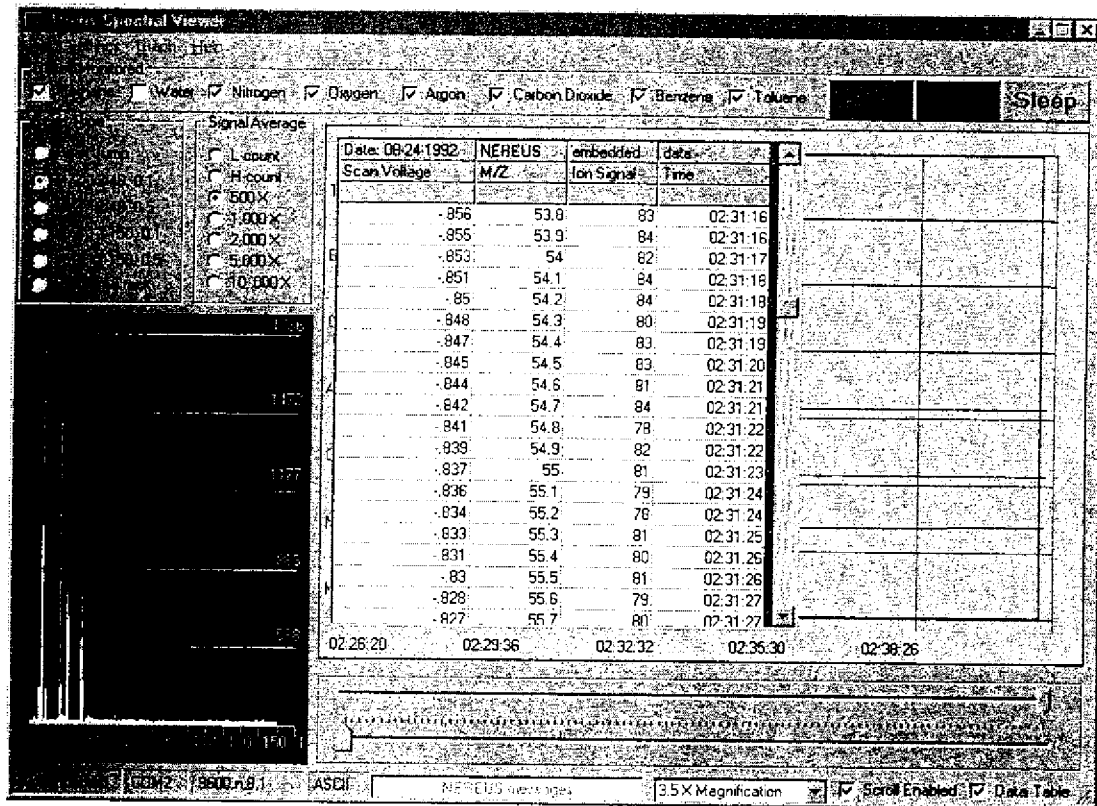 Spectral Viewer
Help
Water Nitrogen Oxygen Argon Carbon Dioxide Benzene Toluene
Sleep
Signal Average
L count
H count
500 X
1,000 X
2,000 X
5,000 X
10,000 X
Date: 08-24-1992 NEREUS embedded data
Scan Voltage M/Z Ion Signal Time
-.856 53.8 83 02:31:16
-.855 53.9 84 02:31:16
-.853 54 82 02:31:17
-.851 54.1 84 02:31:18
-.85 54.2 84 02:31:18
-.848 54.3 80 02:31:19
-.847 54.4 83 02:31:19
-.845 54.5 83 02:31:20
-.844 54.6 81 02:31:21
-.842 54.7 84 02:31:21
-.841 54.8 78 02:31:22
-.839 54.9 82 02:31:22
-.837 55 81 02:31:23
-.836 55.1 79 02:31:24
-.834 55.2 78 02:31:24
-.833 55.3 81 02:31:25
-.831 55.4 80 02:31:26
-.83 55.5 81 02:31:26
-.828 55.6 79 02:31:27
-.827 55.7 80 02:31:27
02:26:20 02:29:36 02:32:32 02:35:30 02:38:26
150
COM2 9600,n,8,1 ASCII NEREUS messages 3.5 X Magnification Scroll Enabled Data Table